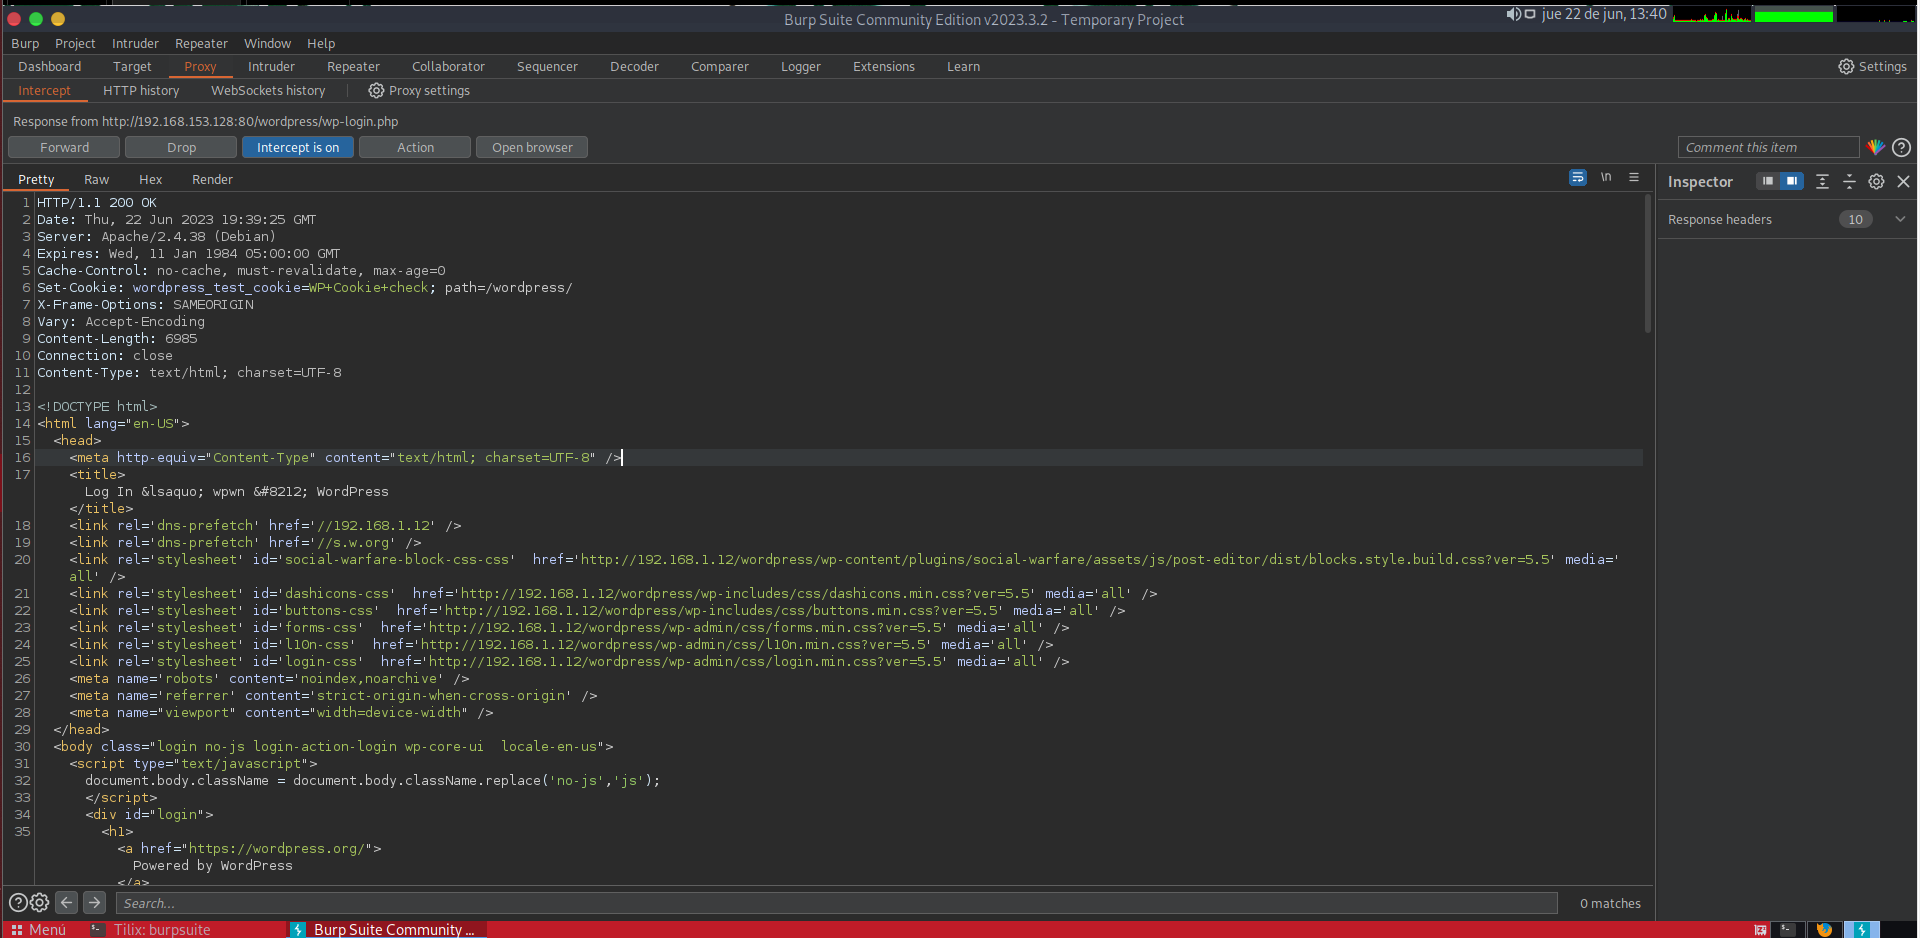 Burp Suite Community Edition v2023.3.2 - Temporary Project
jue 22 de jun, 13:40
Burp Project Intruder Repeater Window Help
Dashboard Target Proxy Intruder Repeater Collaborator Sequencer Decoder Comparer Logger Extensions Learn Settings
Intercept HTTP history WebSockets history Proxy settings
Response from http://192.168.153.128:80/wordpress/wp-login.php
Forward Drop Intercept is on Action Open browser Comment this item
Pretty Raw Hex Render \n
Inspector
Response headers 10
1 HTTP/1.1 200 OK
2 Date: Thu, 22 Jun 2023 19:39:25 GMT
3 Server: Apache/2.4.38 (Debian)
4 Expires: Wed, 11 Jan 1984 05:00:00 GMT
5 Cache-Control: no-cache, must-revalidate, max-age=0
6 Set-Cookie: wordpress_test_cookie=WP+Cookie+check; path=/wordpress/
7 X-Frame-Options: SAMEORIGIN
8 Vary: Accept-Encoding
9 Content-Length: 6985
10 Connection: close
11 Content-Type: text/html; charset=UTF-8
12
13 <!DOCTYPE html>
14 <html lang="en-US">
15 <head>
16 <meta http-equiv="Content-Type" content="text/html; charset=UTF-8" />
17 <title>
Log In &lsaquo; wpwn &#8212; WordPress
</title>
18 <link rel='dns-prefetch' href='//192.168.1.12' />
19 <link rel='dns-prefetch' href='//s.w.org' />
20 <link rel='stylesheet' id='social-warfare-block-css-css'  href='http://192.168.1.12/wordpress/wp-content/plugins/social-warfare/assets/js/post-editor/dist/blocks.style.build.css?ver=5.5' media='
all' />
21 <link rel='stylesheet' id='dashicons-css'  href='http://192.168.1.12/wordpress/wp-includes/css/dashicons.min.css?ver=5.5' media='all' />
22 <link rel='stylesheet' id='buttons-css'  href='http://192.168.1.12/wordpress/wp-includes/css/buttons.min.css?ver=5.5' media='all' />
23 <link rel='stylesheet' id='forms-css'  href='http://192.168.1.12/wordpress/wp-admin/css/forms.min.css?ver=5.5' media='all' />
24 <link rel='stylesheet' id='l10n-css'  href='http://192.168.1.12/wordpress/wp-admin/css/l10n.min.css?ver=5.5' media='all' />
25 <link rel='stylesheet' id='login-css'  href='http://192.168.1.12/wordpress/wp-admin/css/login.min.css?ver=5.5' media='all' />
26 <meta name='robots' content='noindex,noarchive' />
27 <meta name='referrer' content='strict-origin-when-cross-origin' />
28 <meta name="viewport" content="width=device-width" />
29 </head>
30 <body class="login no-js login-action-login wp-core-ui  locale-en-us">
31 <script type="text/javascript">
32 document.body.className = document.body.className.replace('no-js','js');
33 </script>
34 <div id="login">
35 <h1>
<a href="https://wordpress.org/">
Powered by WordPress
</a>
Search... 0 matches
Menú Tilix: burpsuite Burp Suite Community ...